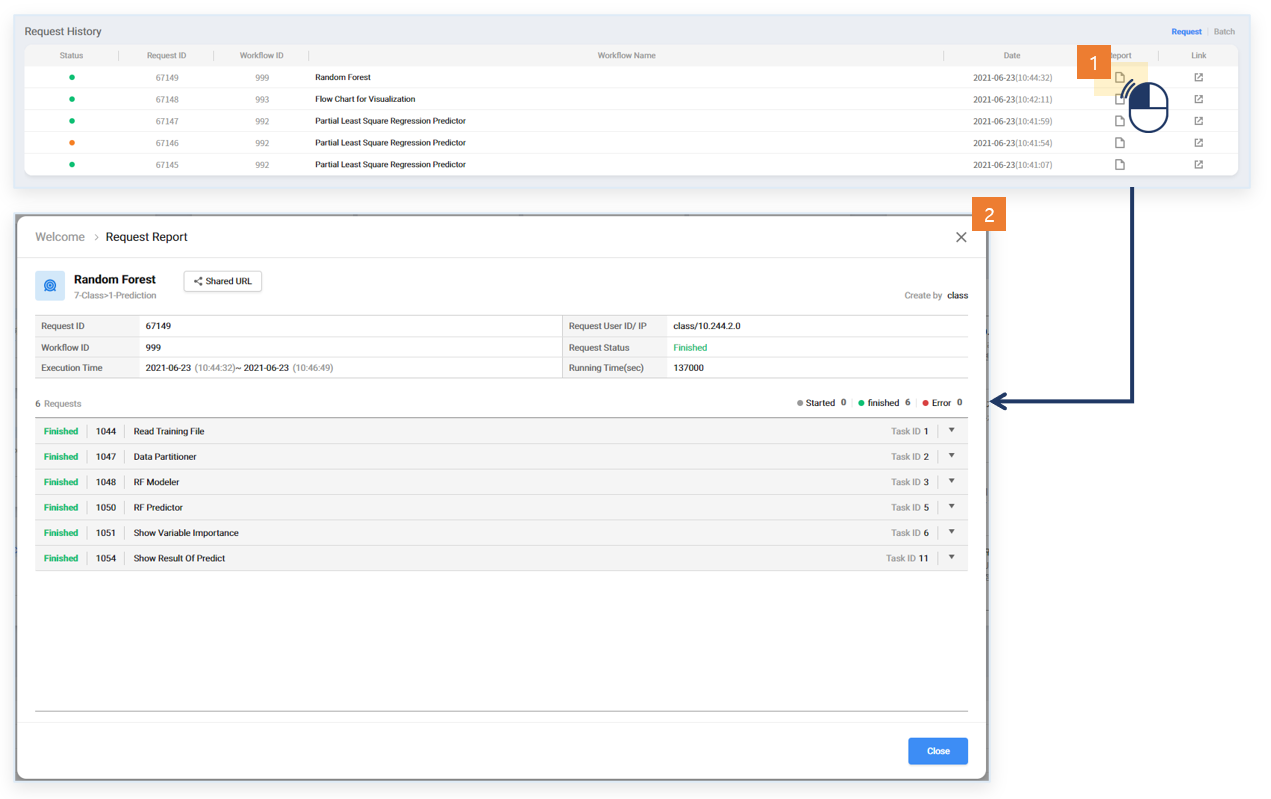 Request History Request | Batch
Status Request ID Workflow ID Workflow Name Date eport Link
67149 999 Random Forest 2021-06-23(10:44:32)
67148 993 Flow Chart for Visualization 2021-06-23(10:42:11)
67147 992 Partial Least Square Regression Predictor 2021-06-23(10:41:59)
67146 992 Partial Least Square Regression Predictor 2021-06-23(10:41:54)
67145 992 Partial Least Square Regression Predictor 2021-06-23(10:41:07)
1
2
Welcome > Request Report
Random Forest Shared URL
7-Class>1-Prediction Create by class
Request ID 67149 Request User ID/ IP class/10.244.2.0
Workflow ID 999 Request Status Finished
Execution Time 2021-06-23 (10:44:32)~ 2021-06-23 (10:46:49) Running Time(sec) 137000
6 Requests Started 0 finished 6 Error 0
Finished 1044 Read Training File Task ID 1
Finished 1047 Data Partitioner Task ID 2
Finished 1048 RF Modeler Task ID 3
Finished 1050 RF Predictor Task ID 5
Finished 1051 Show Variable Importance Task ID 6
Finished 1054 Show Result Of Predict Task ID 11
Close